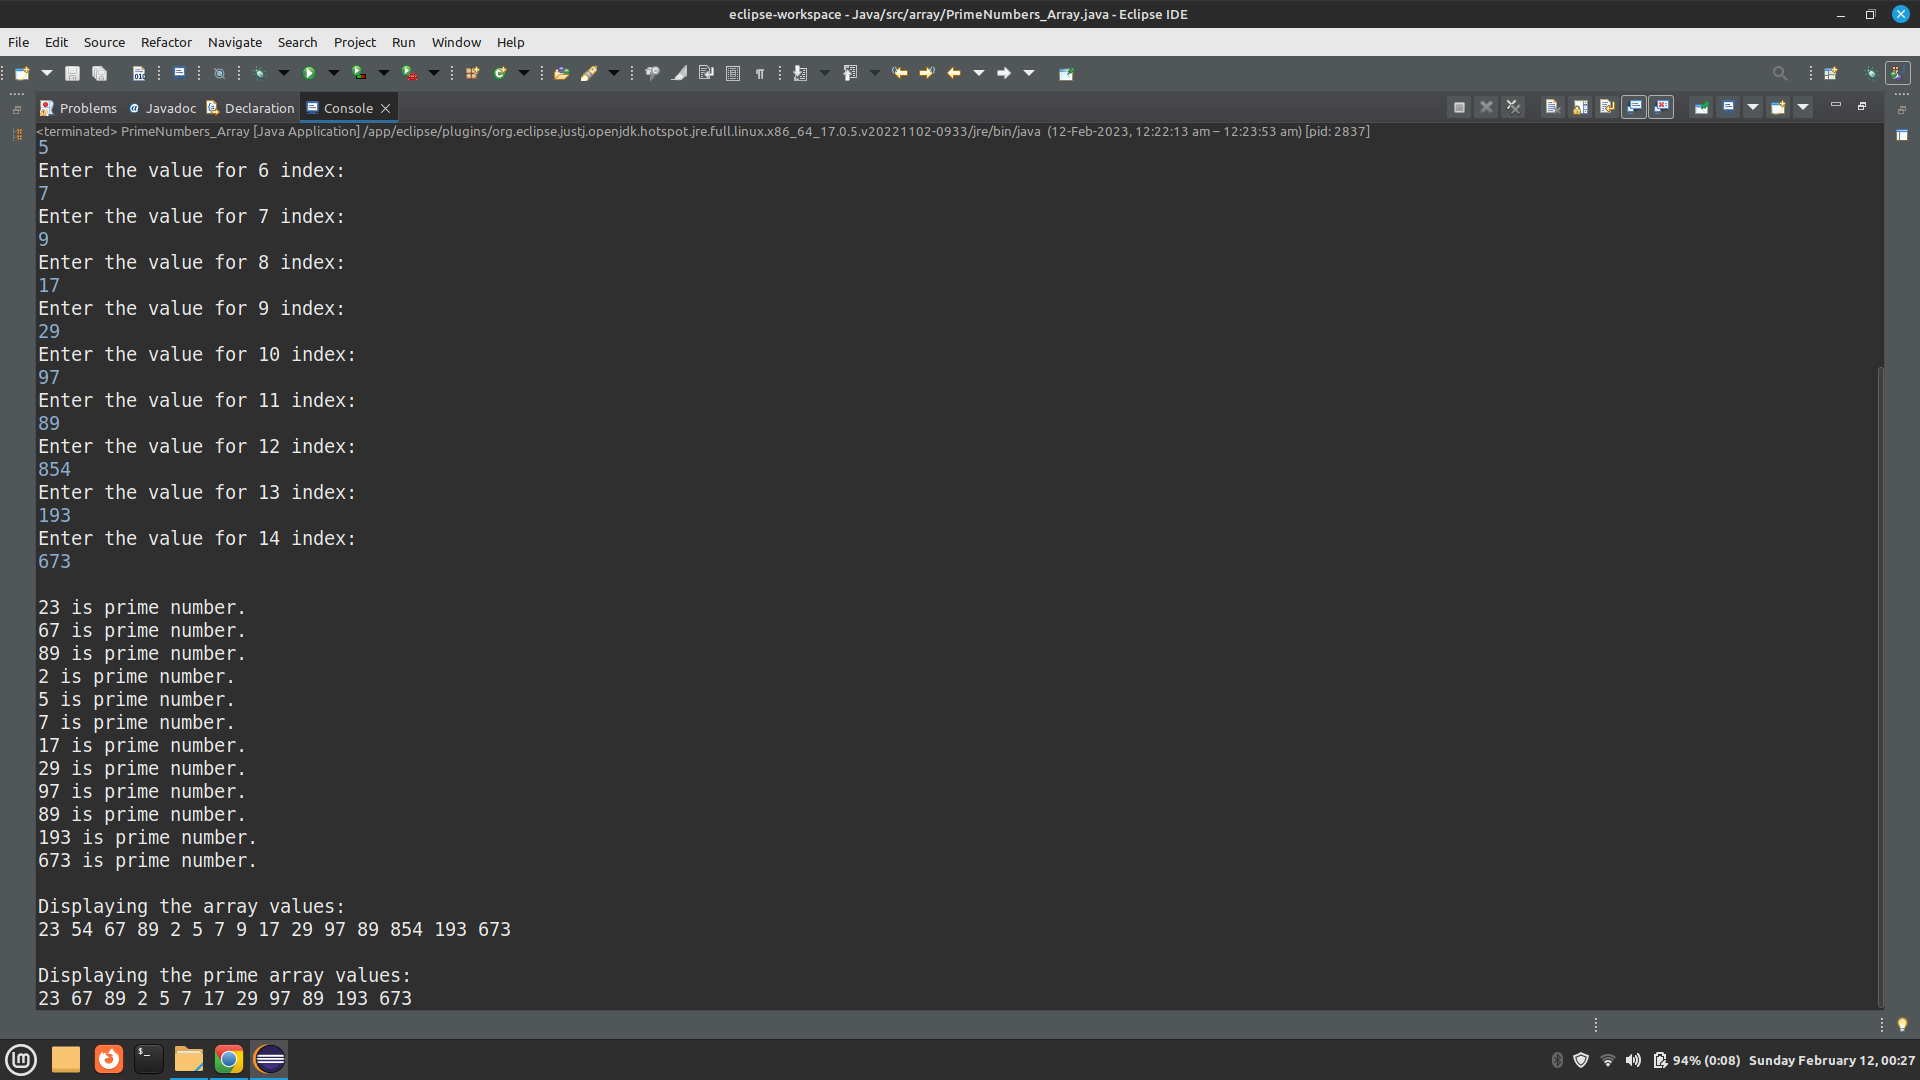 eclipse-workspace - Java/src/array/PrimeNumbers_Array.java - Eclipse IDE
File Edit Source Refactor Navigate Search Project Run Window Help
Problems Javadoc Declaration Console
<terminated> PrimeNumbers_Array [Java Application] /app/eclipse/plugins/org.eclipse.justj.openjdk.hotspot.jre.full.linux.x86_64_17.0.5.v20221102-0933/jre/bin/java (12-Feb-2023, 12:22:13 am – 12:23:53 am) [pid: 2837]
5
Enter the value for 6 index:
7
Enter the value for 7 index:
9
Enter the value for 8 index:
17
Enter the value for 9 index:
29
Enter the value for 10 index:
97
Enter the value for 11 index:
89
Enter the value for 12 index:
854
Enter the value for 13 index:
193
Enter the value for 14 index:
673
23 is prime number.
67 is prime number.
89 is prime number.
2 is prime number.
5 is prime number.
7 is prime number.
17 is prime number.
29 is prime number.
97 is prime number.
89 is prime number.
193 is prime number.
673 is prime number.
Displaying the array values:
23 54 67 89 2 5 7 9 17 29 97 89 854 193 673
Displaying the prime array values:
23 67 89 2 5 7 17 29 97 89 193 673
94% (0:08) Sunday February 12, 00:27